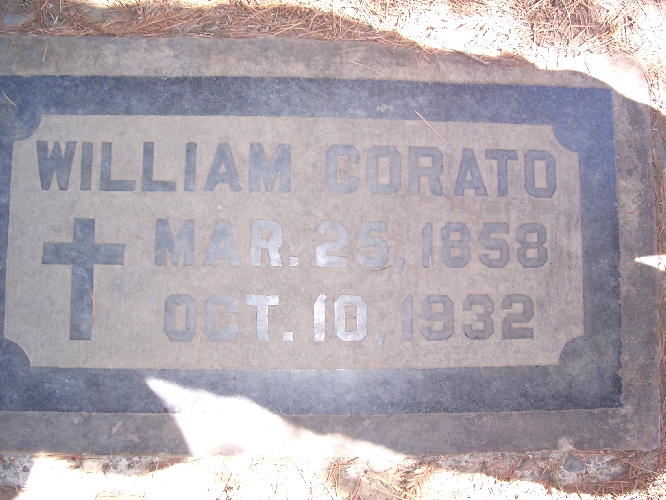 WILLIAM CORATO
MAR. 25, 1858
OCT. 10, 1932